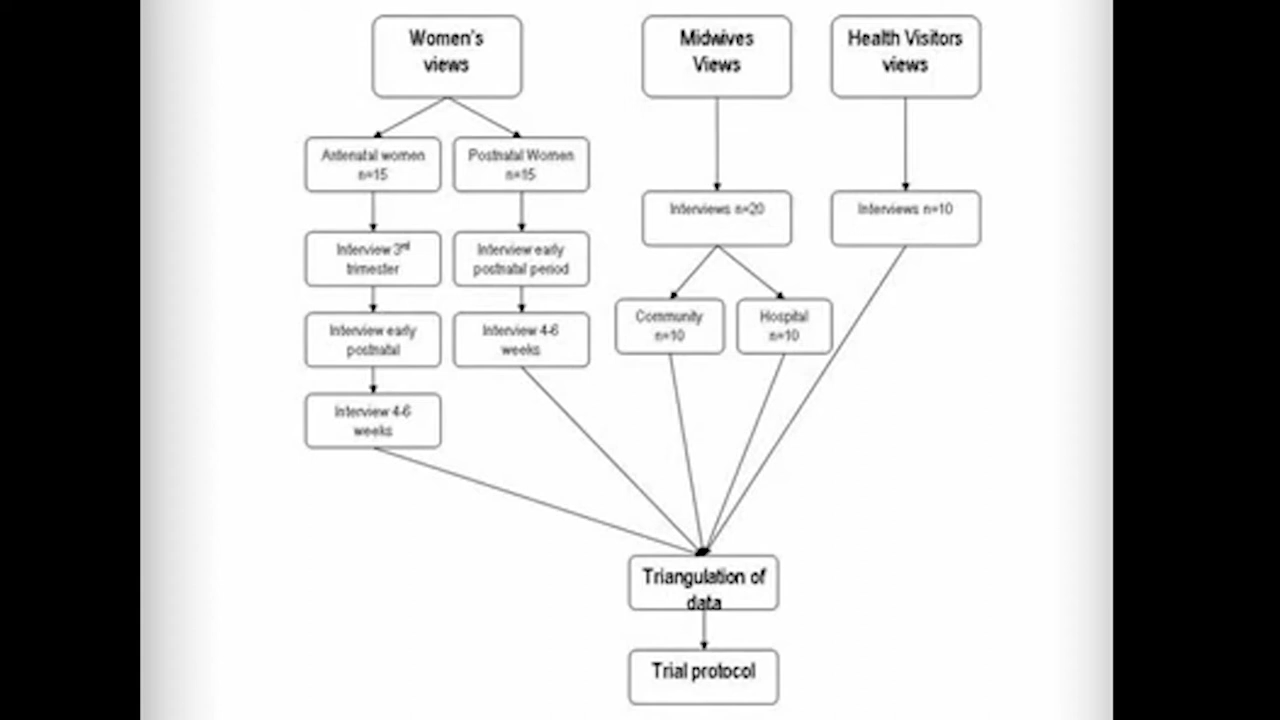 Women's
views
Midwives
Views
Health Visitors
views
Antenatal women
n=15
Postnatal Women
n=15
Interviews n=20
Interviews n=10
Interview 3rd
trimester
Interview early
postnatal period
Community
n=10
Hospital
n=10
Interview early
postnatal
Interview 4-6
weeks
Interview 4-6
weeks
Triangulation of
data
Trial protocol